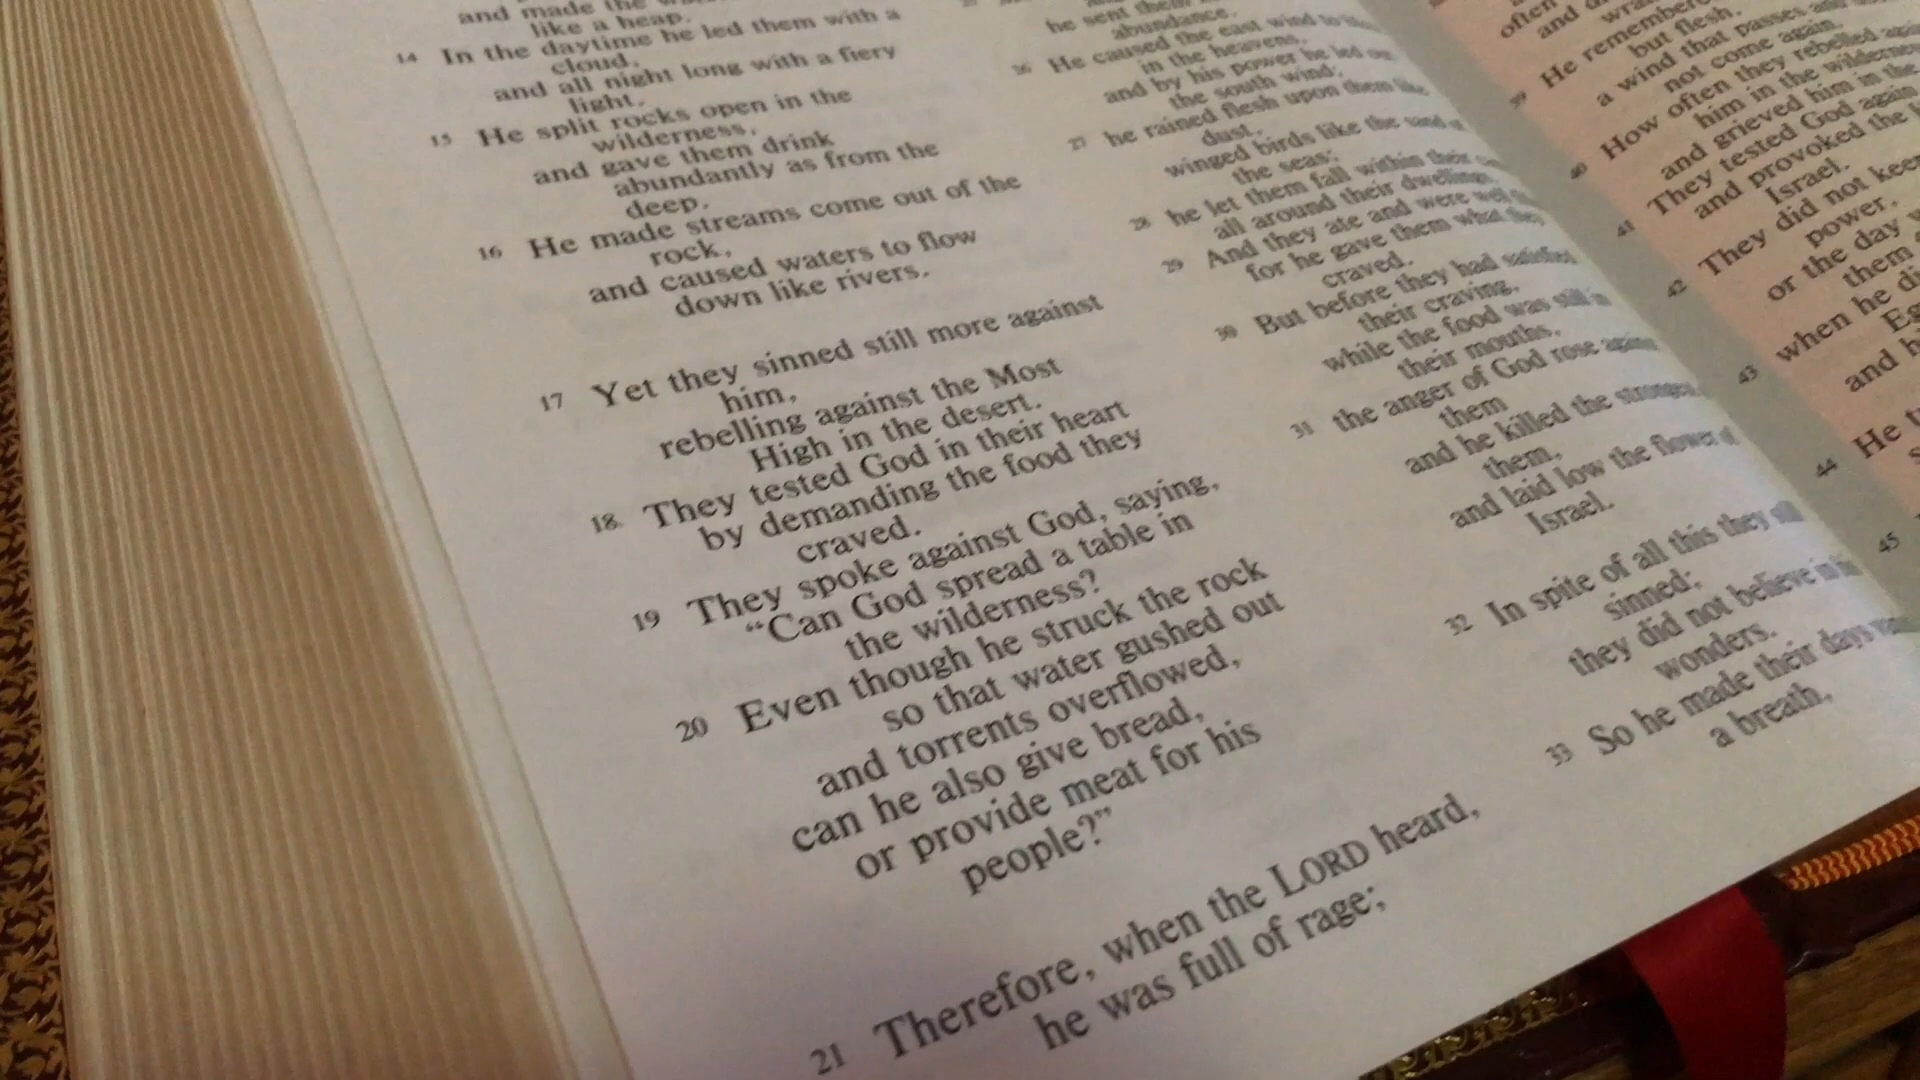 and made the
like a heap.
14 In the daytime he led them with a
cloud,
and all night long with a fiery
light.
15 He split rocks open in the
wilderness,
and gave them drink
abundantly as from the
deep.
16 He made streams come out of the
rock,
and caused waters to flow
down like rivers.
17 Yet they sinned still more against
him,
rebelling against the Most
High in the desert.
18 They tested God in their heart
by demanding the food they
craved.
19 They spoke against God, saying,
“Can God spread a table in
the wilderness?
20 Even though he struck the rock
so that water gushed out
and torrents overflowed,
can he also give bread,
or provide meat for his
people?”
21 Therefore, when the LORD heard,
he was full of rage;
he sent them
abundance.
26 He caused the east wind to
in the heavens,
and by his power he led out
the south wind;
27 he rained flesh upon them like
dust,
winged birds like the sand of
the seas;
28 he let them fall within their
all around their dwellings.
29 And they ate and were well
for he gave them what they
craved.
30 But before they had satisfied
their craving,
while the food was still in
their mouths,
31 the anger of God rose against
them
and he killed the strongest
them,
and laid low the flower of
Israel.
32 In spite of all this they still
sinned;
they did not believe in his
wonders.
33 So he made their days
a breath,
often
and
39 He remembered
but flesh,
a wind that passes and
not come again.
40 How often they rebelled
him in the wilderness
and grieved him in the
41 They tested God again
and provoked the
Israel.
42 They did not keep
power,
or the day
them
43 when he
and
44 He
45